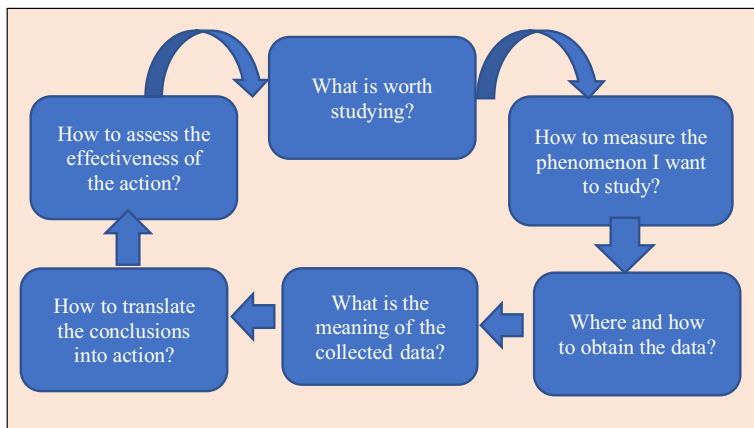 What is worth
studying?
How to measure the
phenomenon I want
to study?
Where and how
to obtain the data?
What is the
meaning of the
collected data?
How to translate
the conclusions
into action?
How to assess the
effectiveness of
the action?